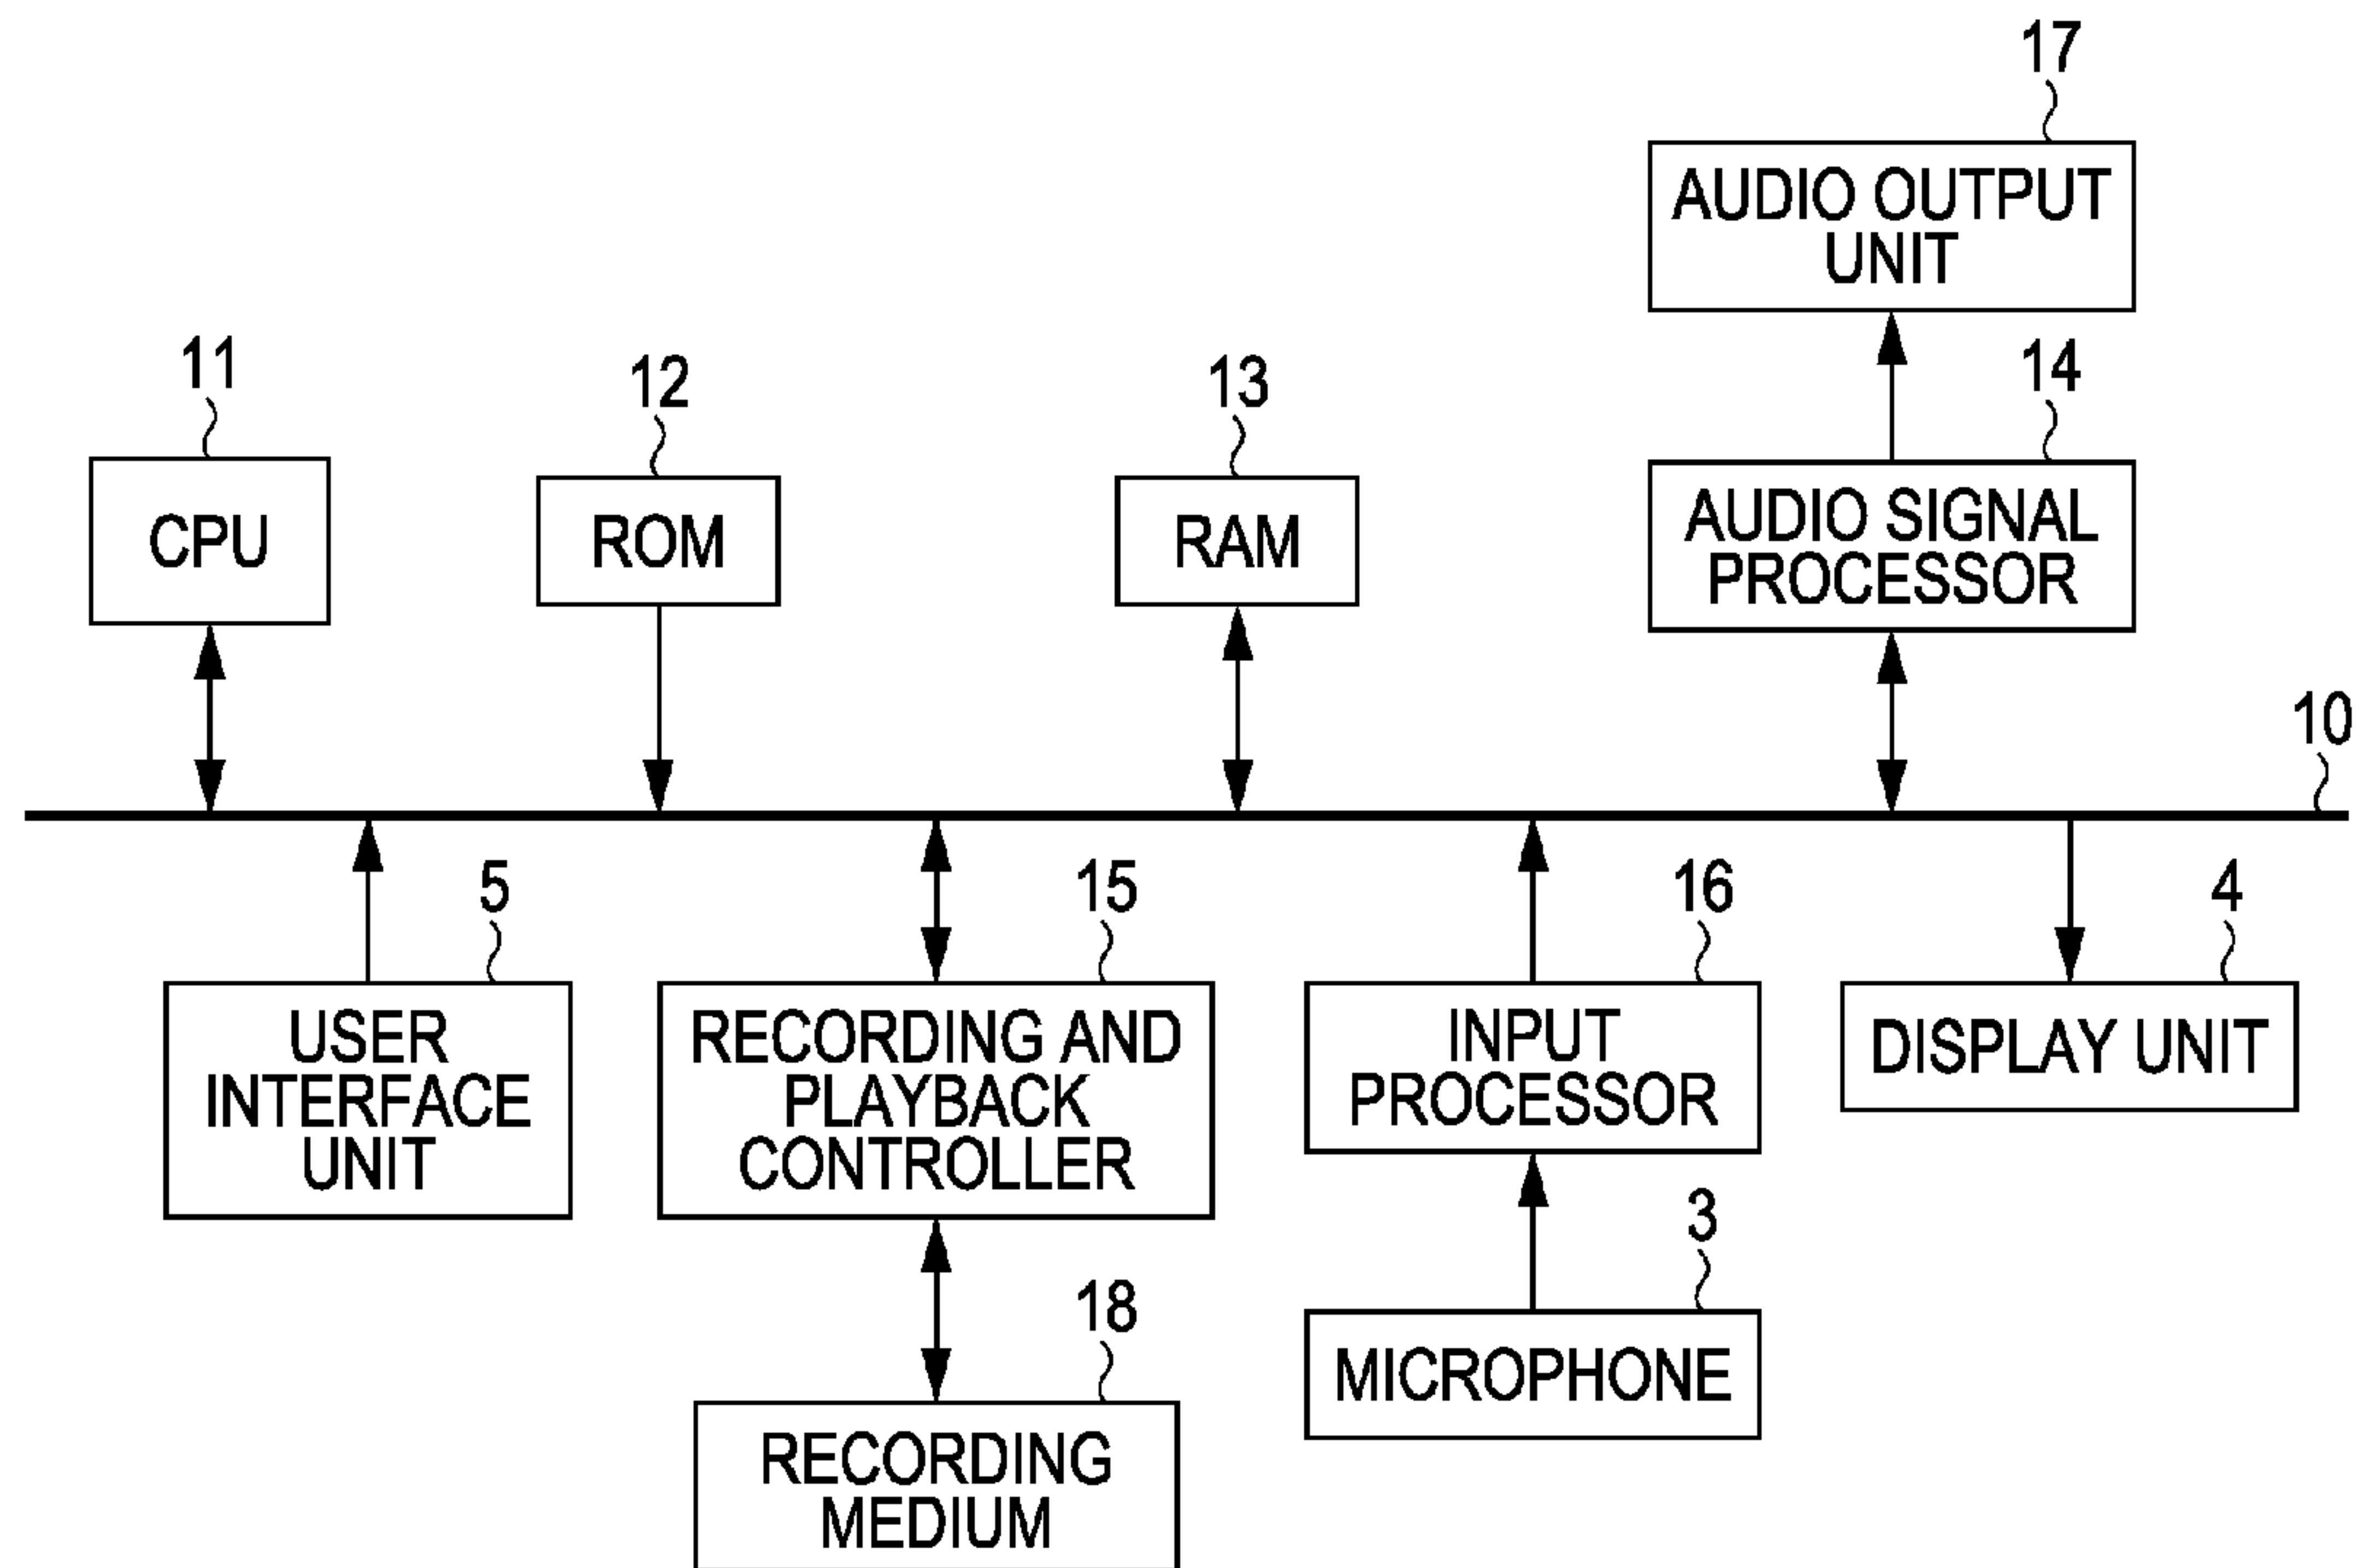 17
AUDIO OUTPUT
UNIT
11
12
13
14
CPU
ROM
RAM
AUDIO SIGNAL
PROCESSOR
10
5
15
16
4
USER
INTERFACE
UNIT
RECORDING AND
PLAYBACK
CONTROLLER
INPUT
PROCESSOR
DISPLAY UNIT
3
18
MICROPHONE
RECORDING
MEDIUM